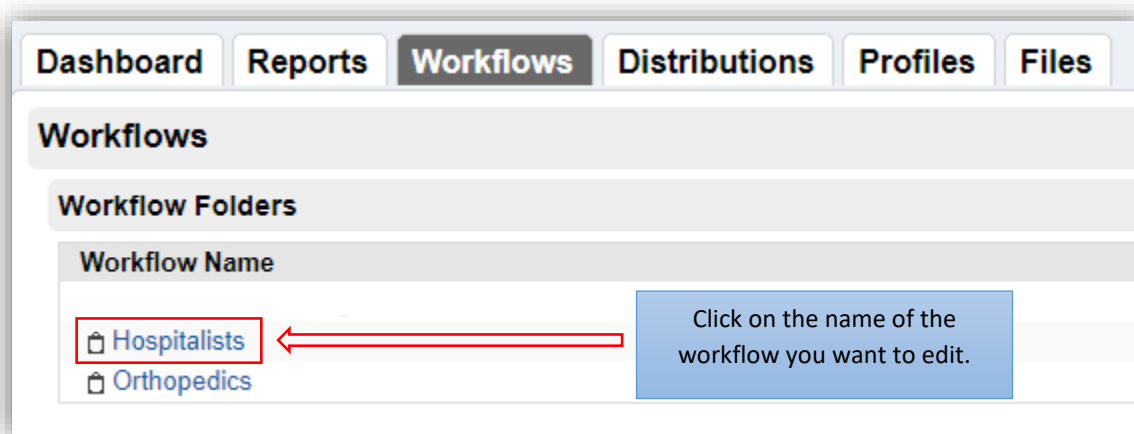 Dashboard Reports Workflows Distributions Profiles Files
Workflows
Workflow Folders
Workflow Name
Hospitalists
Click on the name of the
workflow you want to edit.
Orthopedics